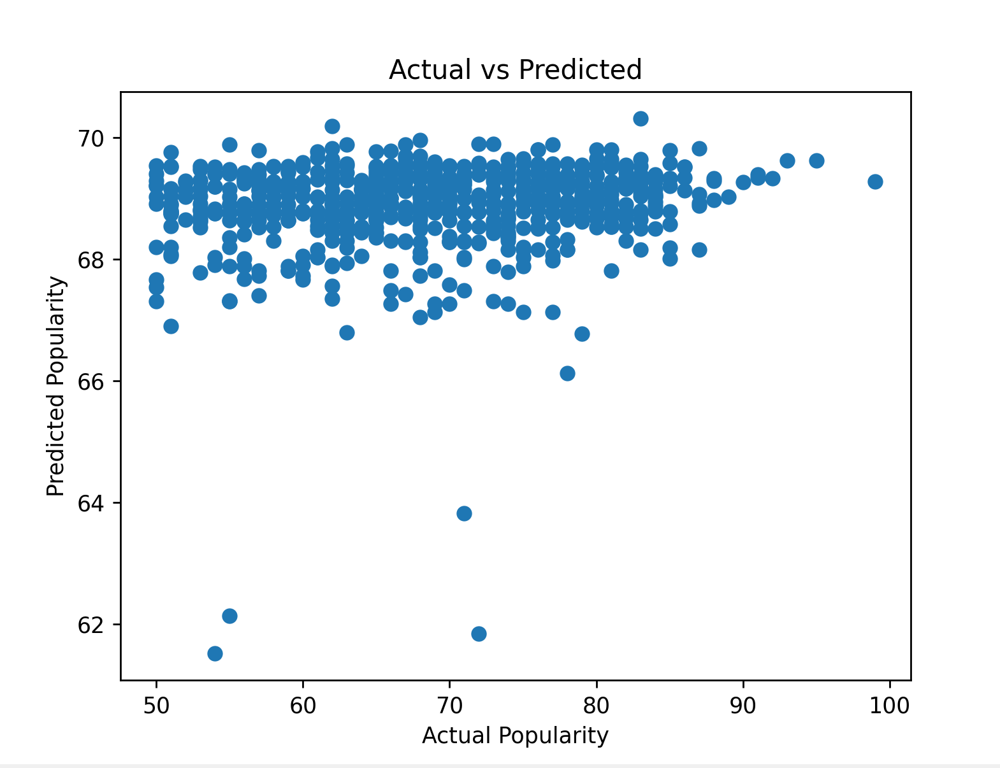 Actual vs Predicted
Predicted Popularity
70
68
66
64
62
50 60 70 80 90 100
Actual Popularity